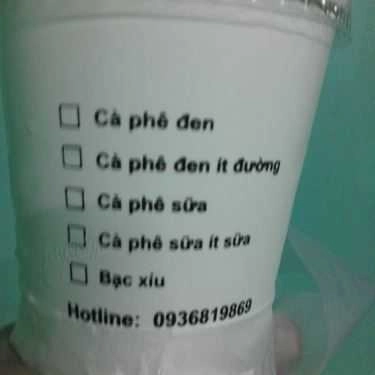 Cà phê đen
Cà phê đen ít đường
Cà phê sữa
Cà phê sữa ít sữa
Bạc xíu
Hotline: 0936819869